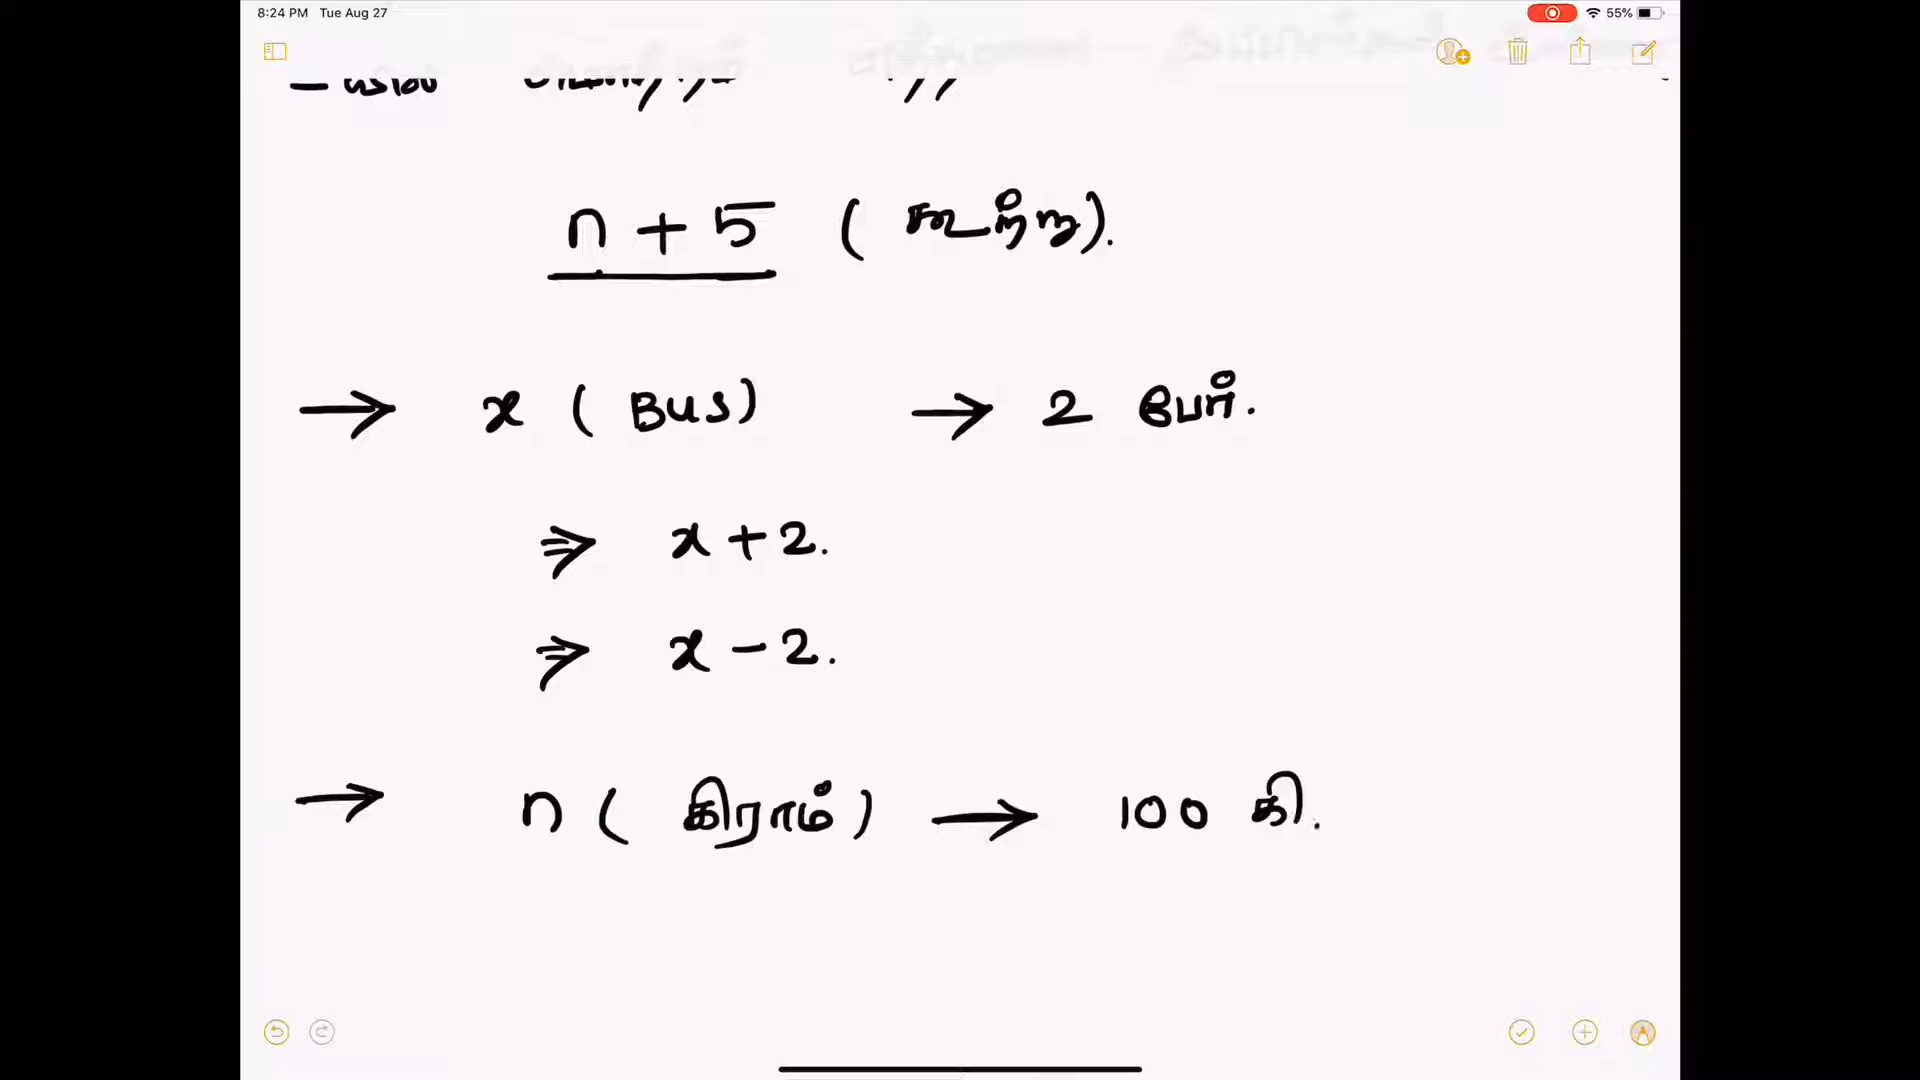 8:24 PM Tue Aug 27 55%
n + 5 ( கூற்று).
→ x ( Bus) → 2 பேர்.
⇒ x + 2.
⇒ x - 2.
→ n ( கிராம்) → 100 கி.